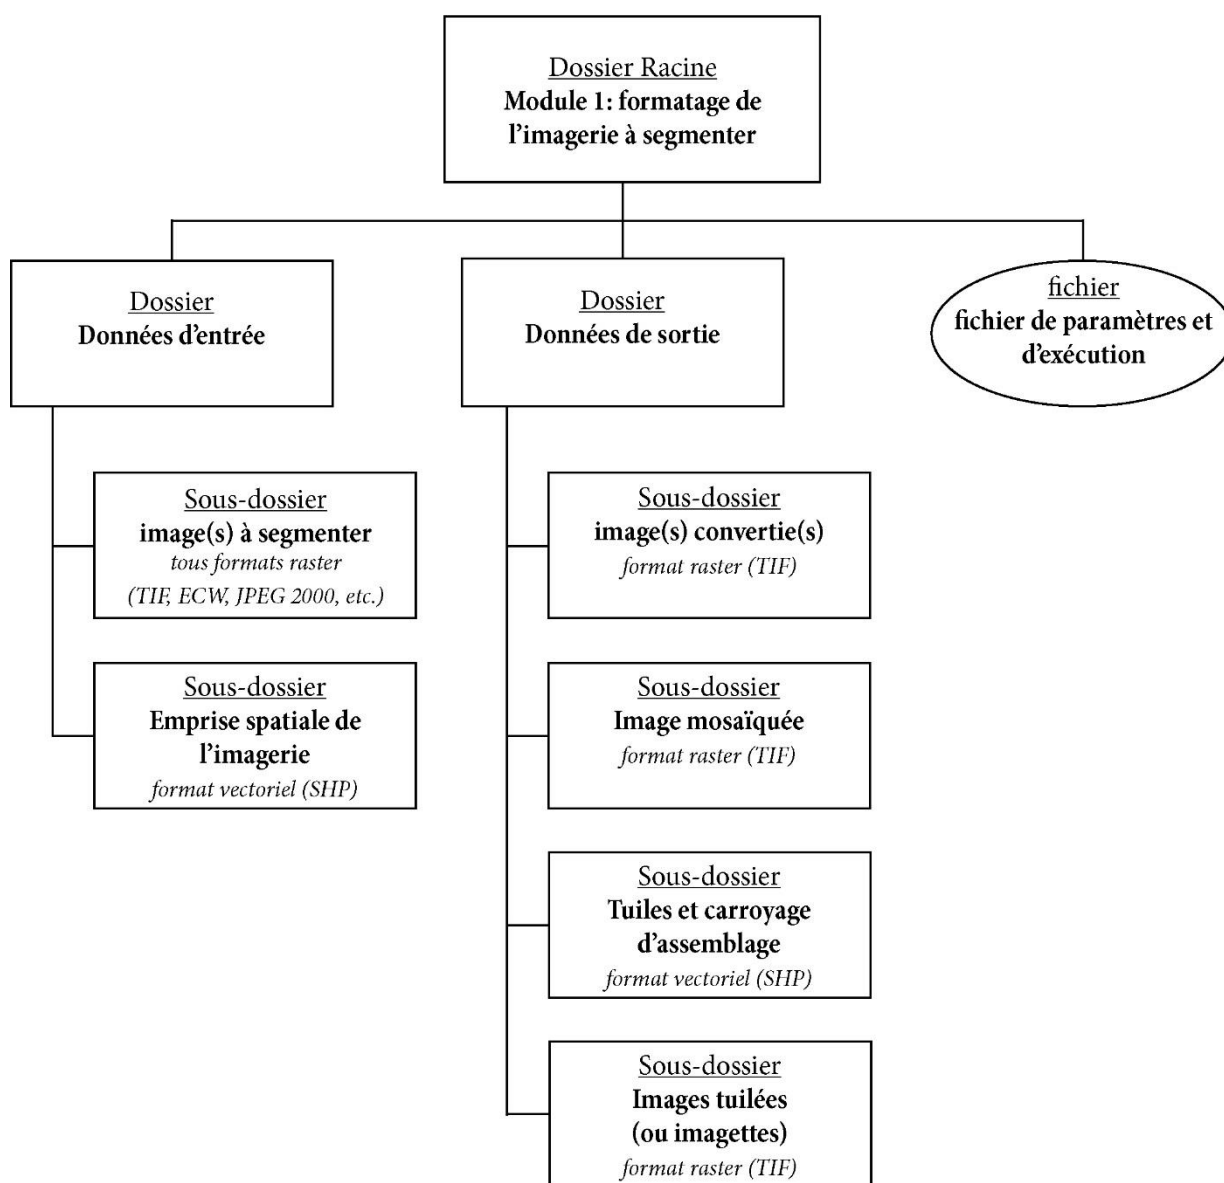 Dossier Racine
Module 1: formatage de
l'imagerie à segmenter
Dossier
Données d'entrée
Dossier
Données de sortie
fichier
fichier de paramètres et
d'exécution
Sous-dossier
image(s) à segmenter
tous formats raster
(TIF, ECW, JPEG 2000, etc.)
Sous-dossier
Emprise spatiale de
l'imagerie
format vectoriel (SHP)
Sous-dossier
image(s) convertie(s)
format raster (TIF)
Sous-dossier
Image mosaïquée
format raster (TIF)
Sous-dossier
Tuiles et carroyage
d'assemblage
format vectoriel (SHP)
Sous-dossier
Images tuilées
(ou imagettes)
format raster (TIF)